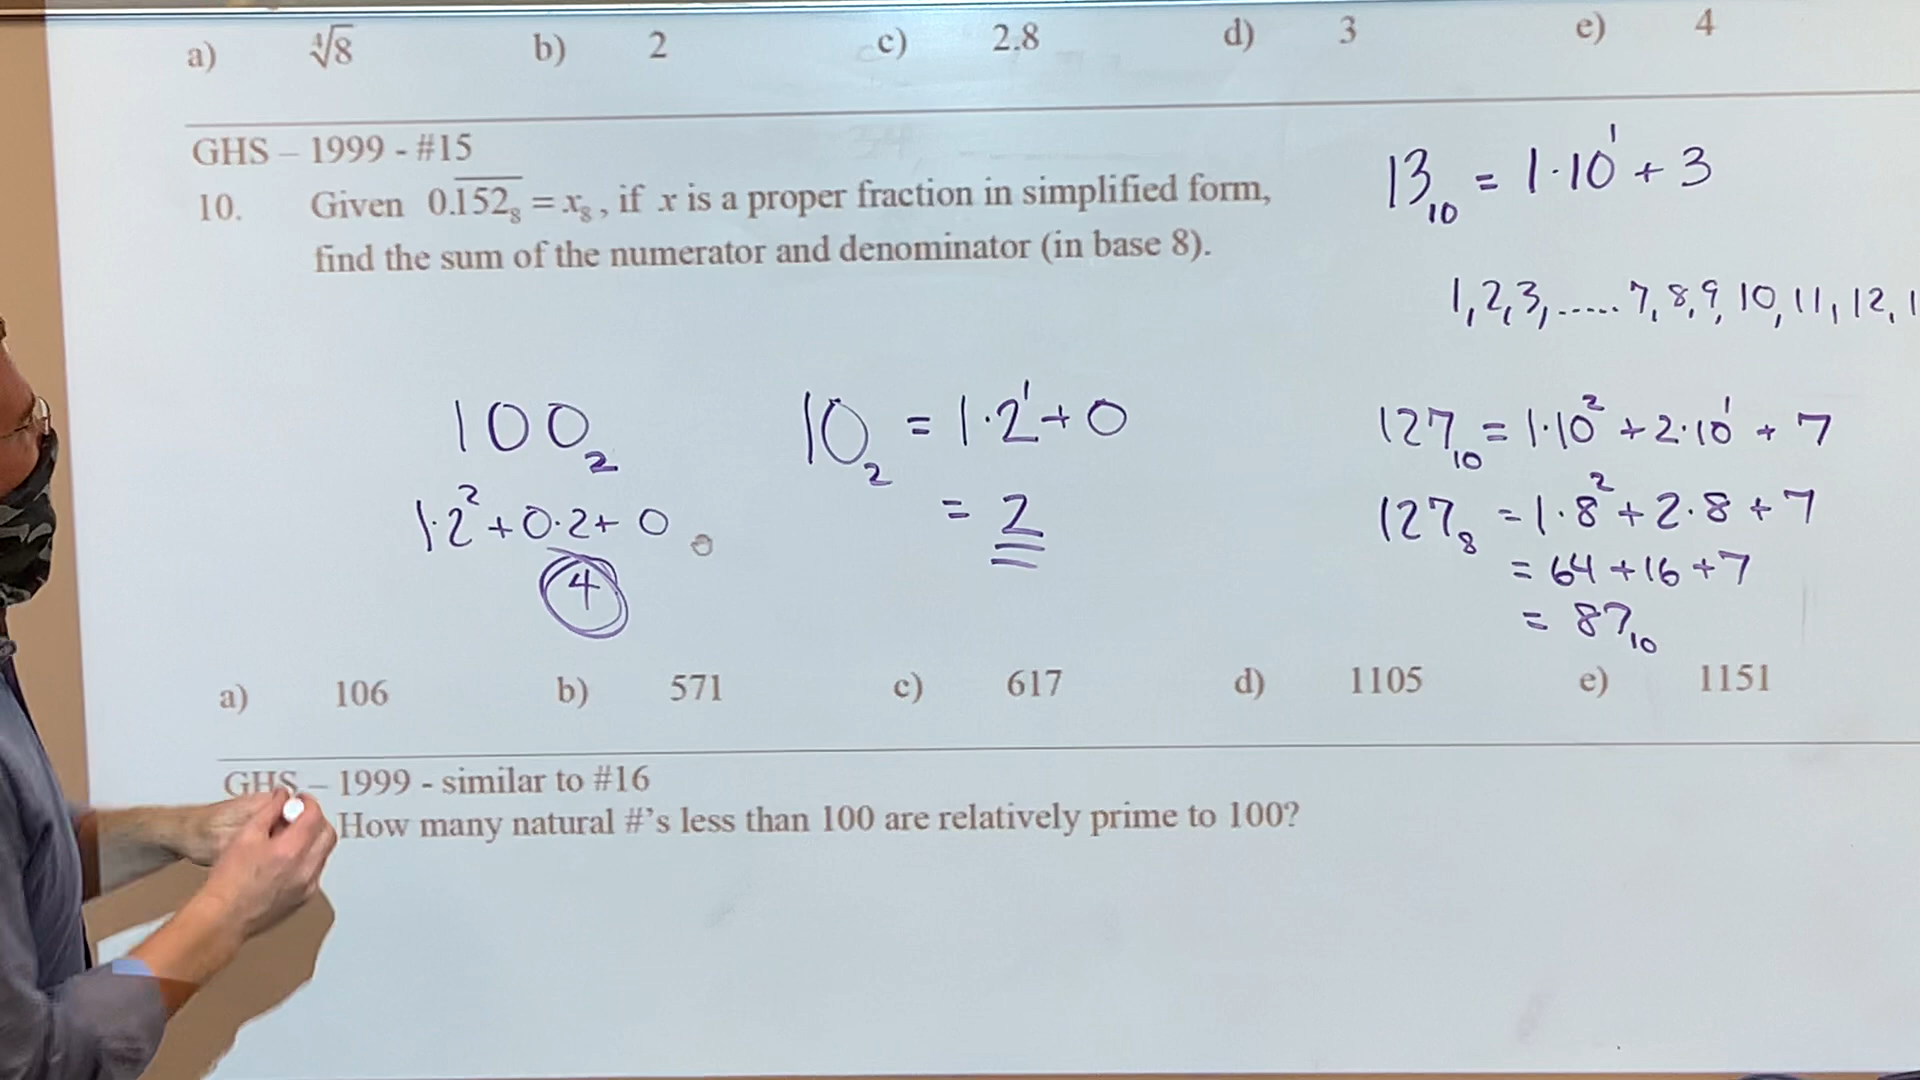 a) ∜8 b) 2 c) 2.8 d) 3 e) 4
GHS – 1999 - #15
10. Given 0.1̅5̅2̅₈ = x₈, if x is a proper fraction in simplified form,
find the sum of the numerator and denominator (in base 8).
13₁₀ = 1·10¹ + 3
1,2,3,.....7,8,9,10,11,12,1
100₂
1·2² + 0·2 + 0
4
10₂ = 1·2¹ + 0
= 2
127₁₀ = 1·10² + 2·10¹ + 7
127₈ = 1·8² + 2·8 + 7
= 64 + 16 + 7
= 87₁₀
a) 106 b) 571 c) 617 d) 1105 e) 1151
GHS – 1999 - similar to #16
How many natural #'s less than 100 are relatively prime to 100?